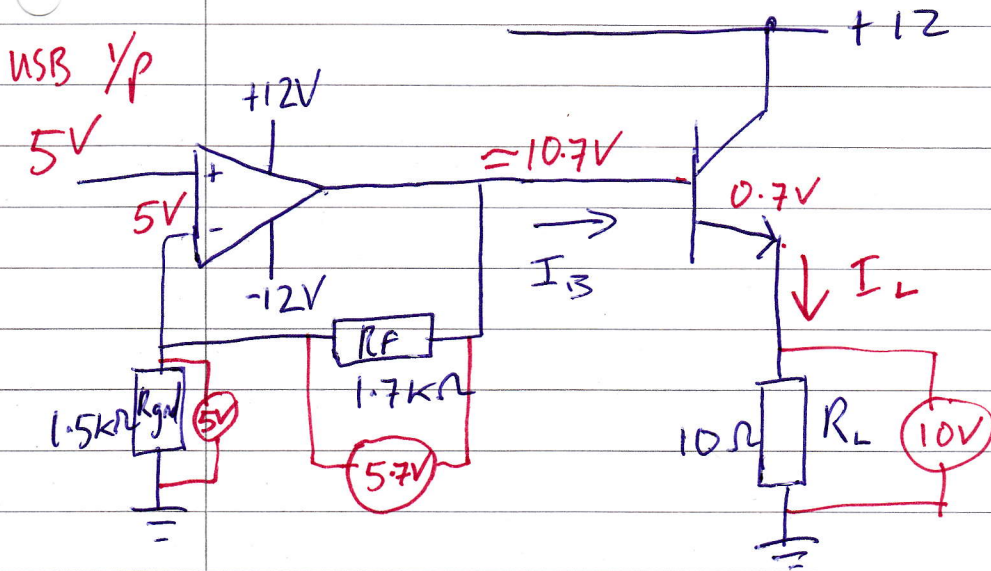 +12
USB I/p
+12V
5V
+
≈10.7V
0.7V
5V
-
IB
IL
-12V
RF
1.7KΩ
1.5KΩ
Rgnd
5V
5.7V
10Ω
RL
10V